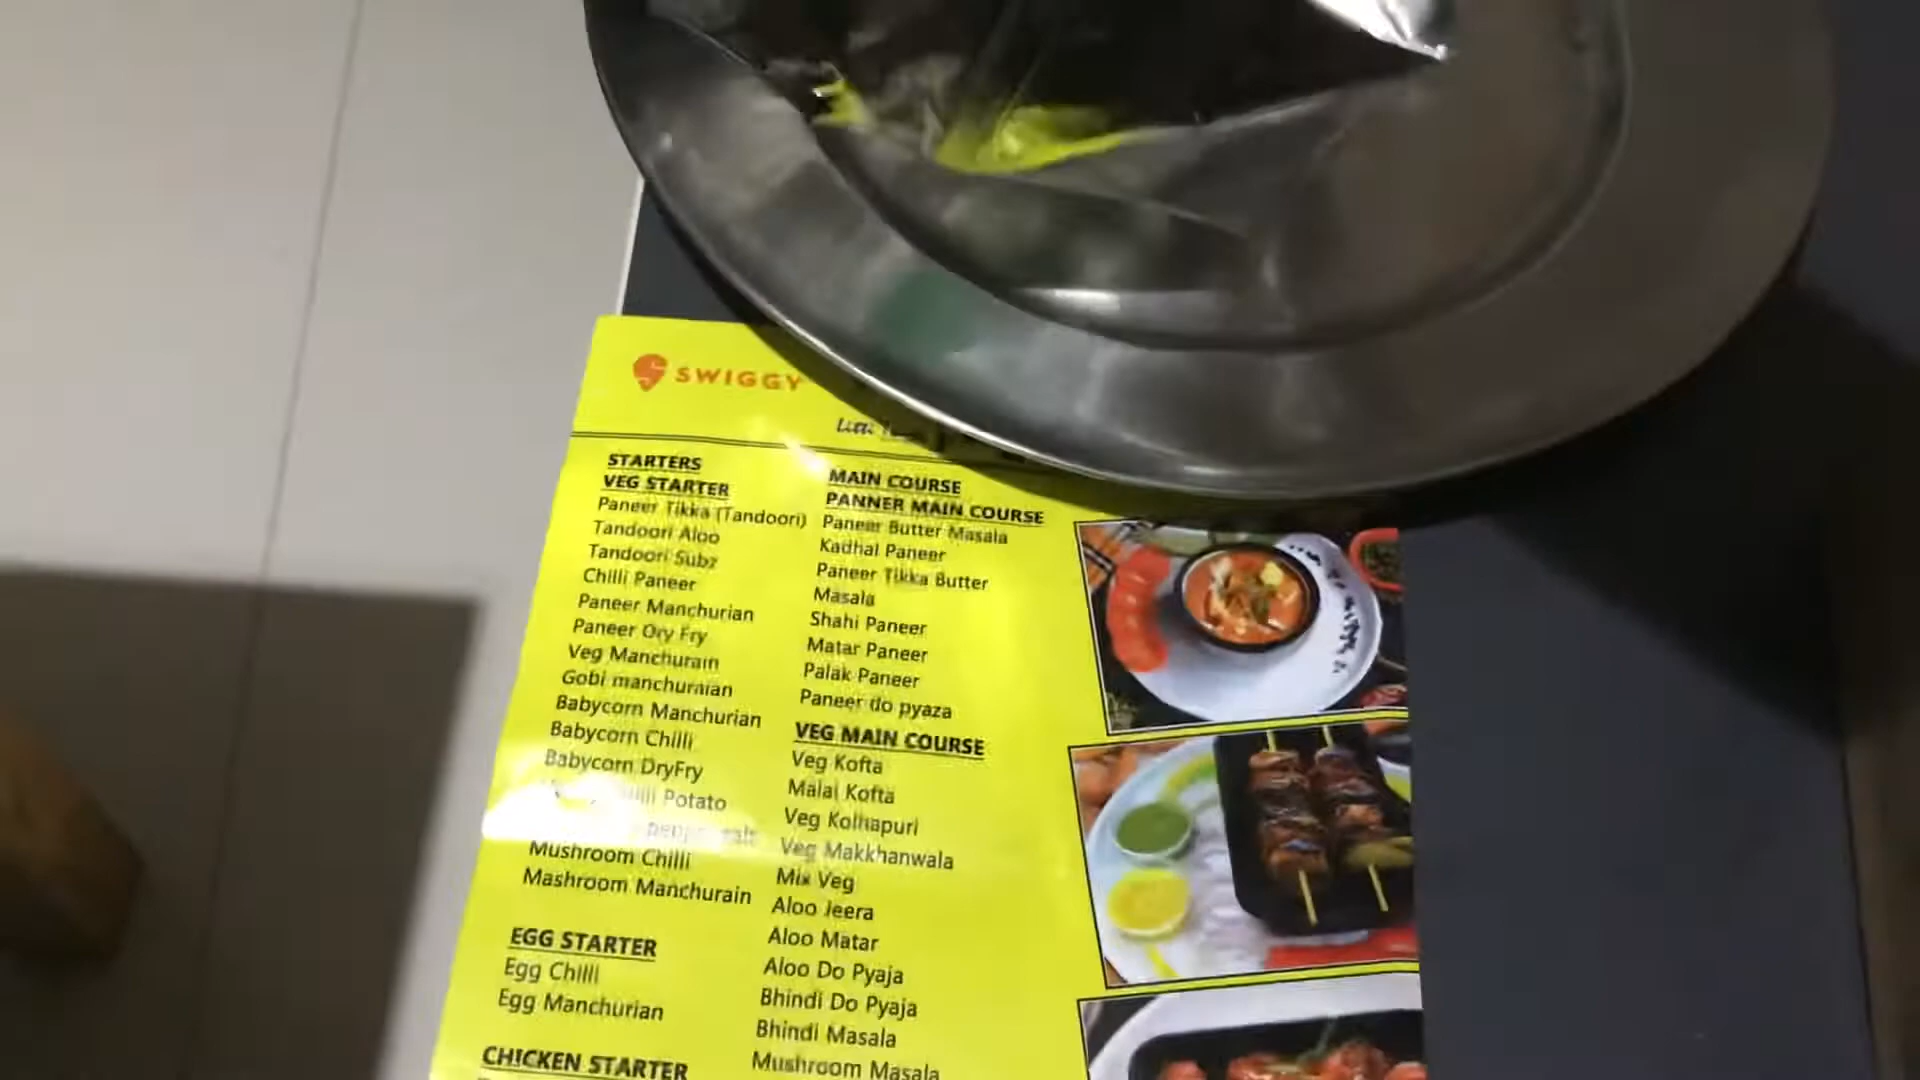 SWIGGY
STARTERS
VEG STARTER
Paneer Tikka (Tandoori)
Tandoori Aloo
Tandoori Subz
Chilli Paneer
Paneer Manchurian
Paneer Ory Fry
Veg Manchurain
Gobi manchuraian
Babycorn Manchurian
Babycorn Chilli
Babycorn DryFry
Potato
Mushroom Chilli
Mashroom Manchurain
EGG STARTER
Egg Chilli
Egg Manchurian
CHICKEN STARTER
MAIN COURSE
PANNER MAIN COURSE
Paneer Butter Masala
Kadhal Paneer
Paneer Tikka Butter
Masala
Shahi Paneer
Matar Paneer
Palak Paneer
Paneer do pyaza
VEG MAIN COURSE
Veg Kofta
Malai Kofta
Veg Kolhapuri
Veg Makkhanwala
Mix Veg
Aloo Jeera
Aloo Matar
Aloo Do Pyaja
Bhindi Do Pyaja
Bhindi Masala
Mushroom Masala